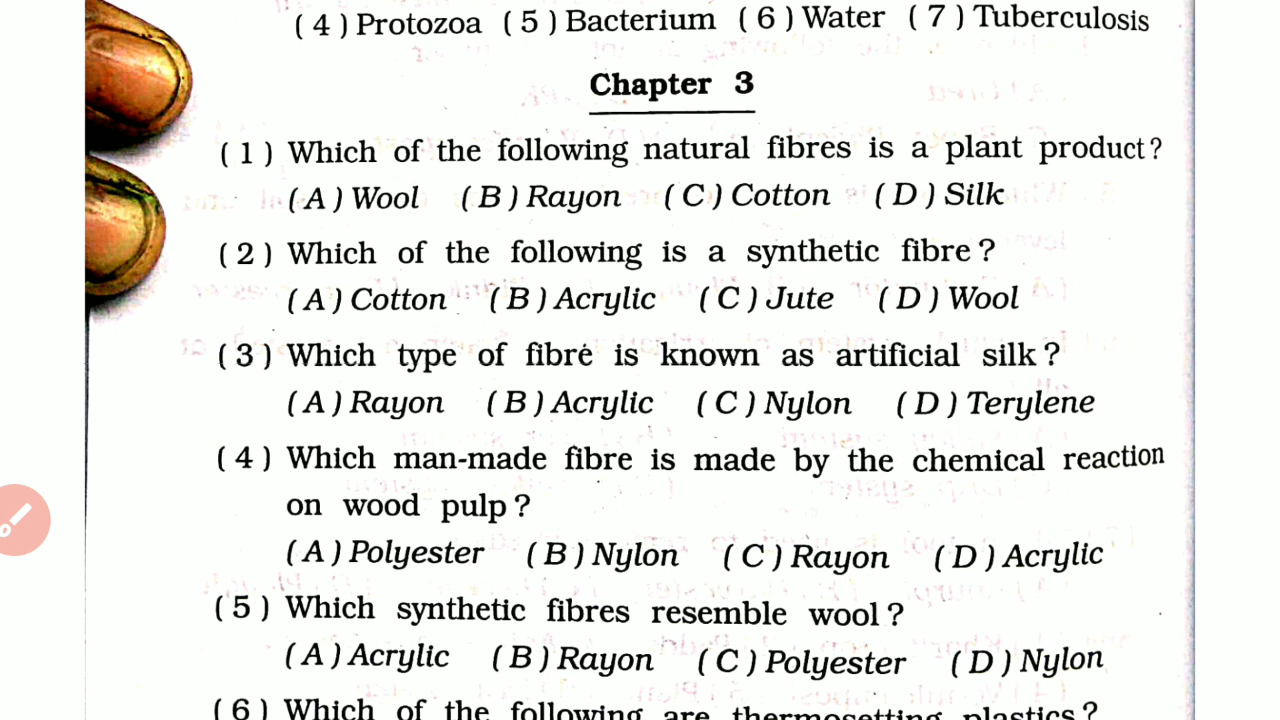 ( 4 ) Protozoa ( 5 ) Bacterium ( 6 ) Water ( 7 ) Tuberculosis
Chapter 3
( 1 ) Which of the following natural fibres is a plant product ?
( A ) Wool ( B ) Rayon ( C ) Cotton ( D ) Silk
( 2 ) Which of the following is a synthetic fibre ?
( A ) Cotton ( B ) Acrylic ( C ) Jute ( D ) Wool
( 3 ) Which type of fibre is known as artificial silk ?
( A ) Rayon ( B ) Acrylic ( C ) Nylon ( D ) Terylene
( 4 ) Which man-made fibre is made by the chemical reaction
on wood pulp ?
( A ) Polyester ( B ) Nylon ( C ) Rayon ( D ) Acrylic
( 5 ) Which synthetic fibres resemble wool ?
( A ) Acrylic ( B ) Rayon ( C ) Polyester ( D ) Nylon
( 6 ) Which of the following are thermosetting plastics ?